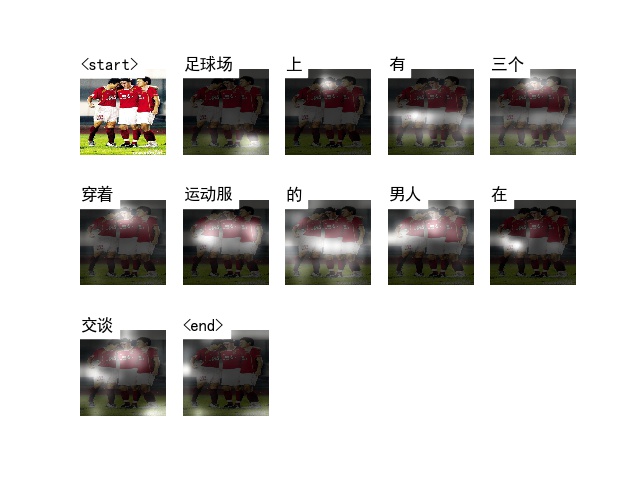 <start> 足球场 上 有 三个
穿着 运动服 的 男人 在
交谈 <end>